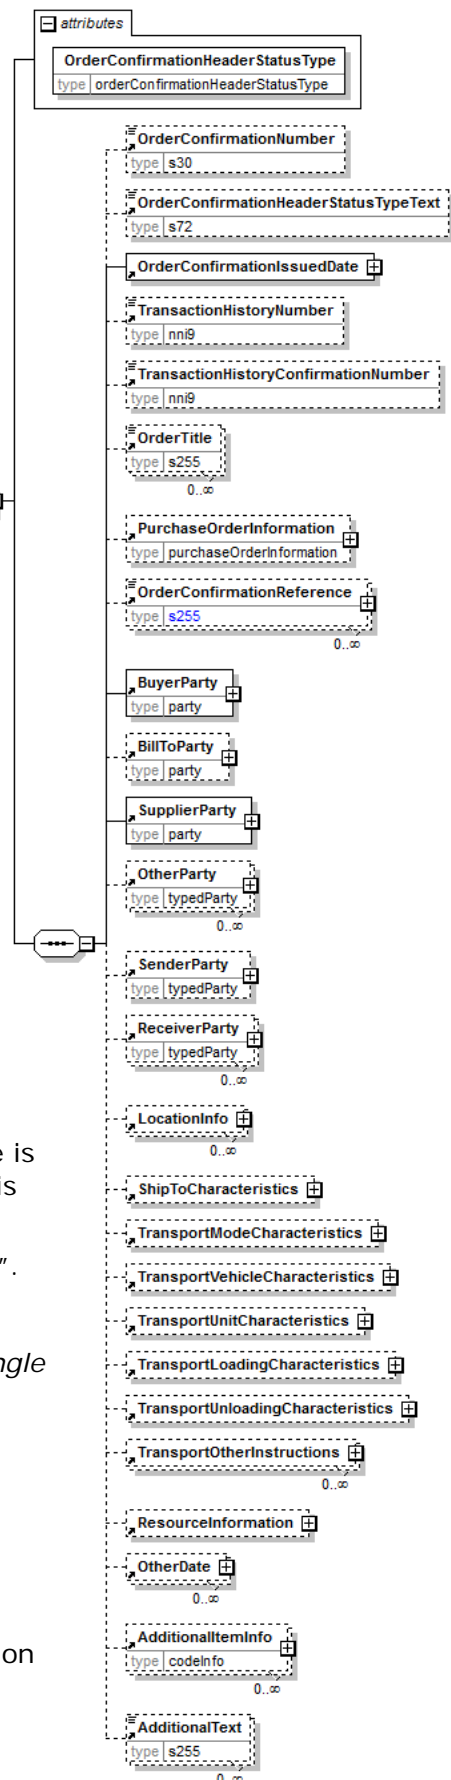 attributes
OrderConfirmationHeaderStatusType
type orderConfirmationHeaderStatusType
OrderConfirmationNumber
type s30
OrderConfirmationHeaderStatusTypeText
type s72
OrderConfirmationIssuedDate
TransactionHistoryNumber
type nni9
TransactionHistoryConfirmationNumber
type nni9
OrderTitle
type s255
0..∞
PurchaseOrderInformation
type purchaseOrderInformation
OrderConfirmationReference
type s255
0..∞
BuyerParty
type party
BillToParty
type party
SupplierParty
type party
OtherParty
type typedParty
0..∞
SenderParty
type typedParty
ReceiverParty
type typedParty
0..∞
LocationInfo
0..∞
e is
is
ShipToCharacteristics
TransportModeCharacteristics
".
TransportVehicleCharacteristics
TransportUnitCharacteristics
ngle
TransportLoadingCharacteristics
TransportUnloadingCharacteristics
TransportOtherInstructions
0..∞
ResourceInformation
OtherDate
0..∞
AdditionalItemInfo
on
type codeInfo
0..∞
AdditionalText
type s255
0..∞